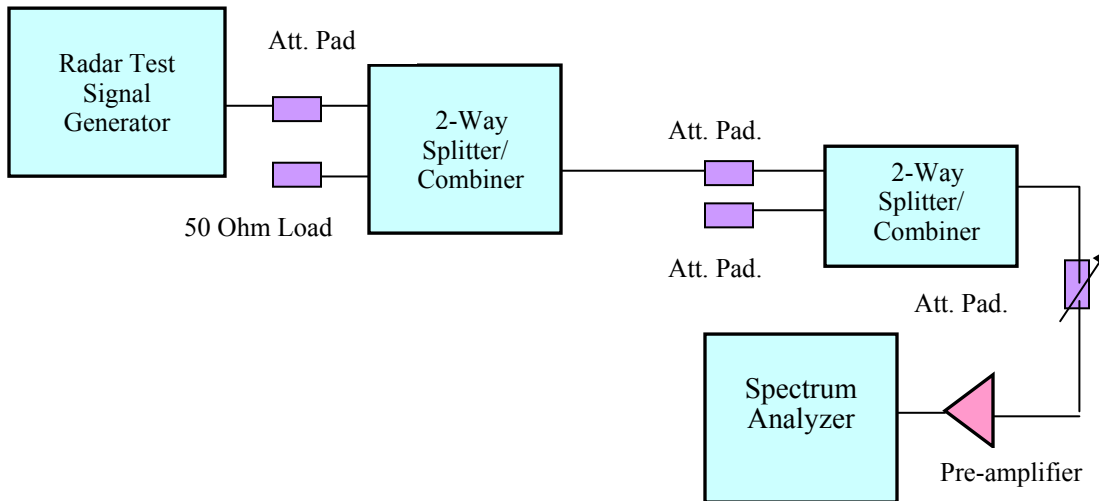 Radar Test
Signal
Generator
Att. Pad
50 Ohm Load
2-Way
Splitter/
Combiner
Att. Pad.
Att. Pad.
2-Way
Splitter/
Combiner
Att. Pad.
Spectrum
Analyzer
Pre-amplifier